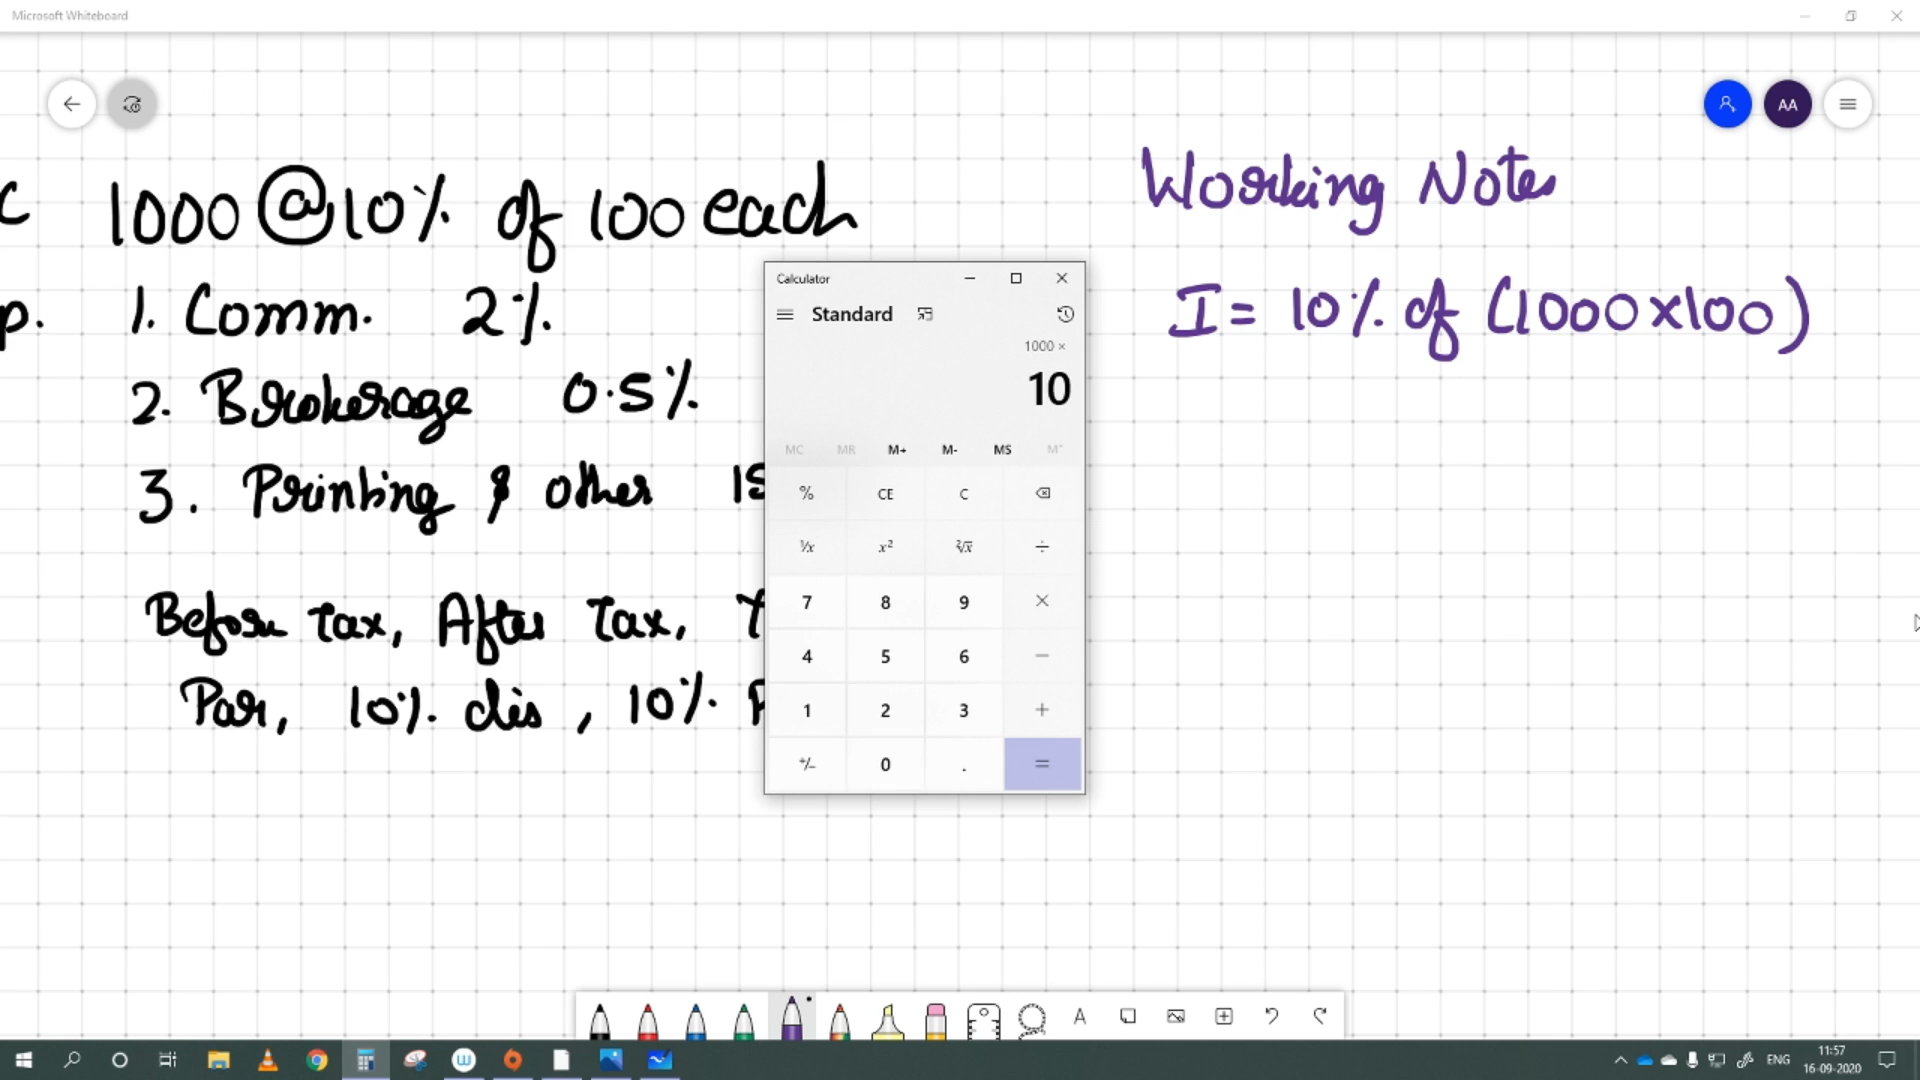 Microsoft Whiteboard
AA
1000 @ 10% of 100 each
1. Comm. 2%.
2. Brokerage 0.5%.
3. Printing & other
Before tax, After Tax,
Par, 10%. dis, 10%.
Working Notes
I = 10% of (1000x100)
Calculator
Standard
1000 ×
10
MC MR M+ M- MS M˅
% CE C
1/x x² ²√x ÷
7 8 9 ×
4 5 6 −
1 2 3 +
+/− 0 . =
A
ENG
11:57
16-09-2020